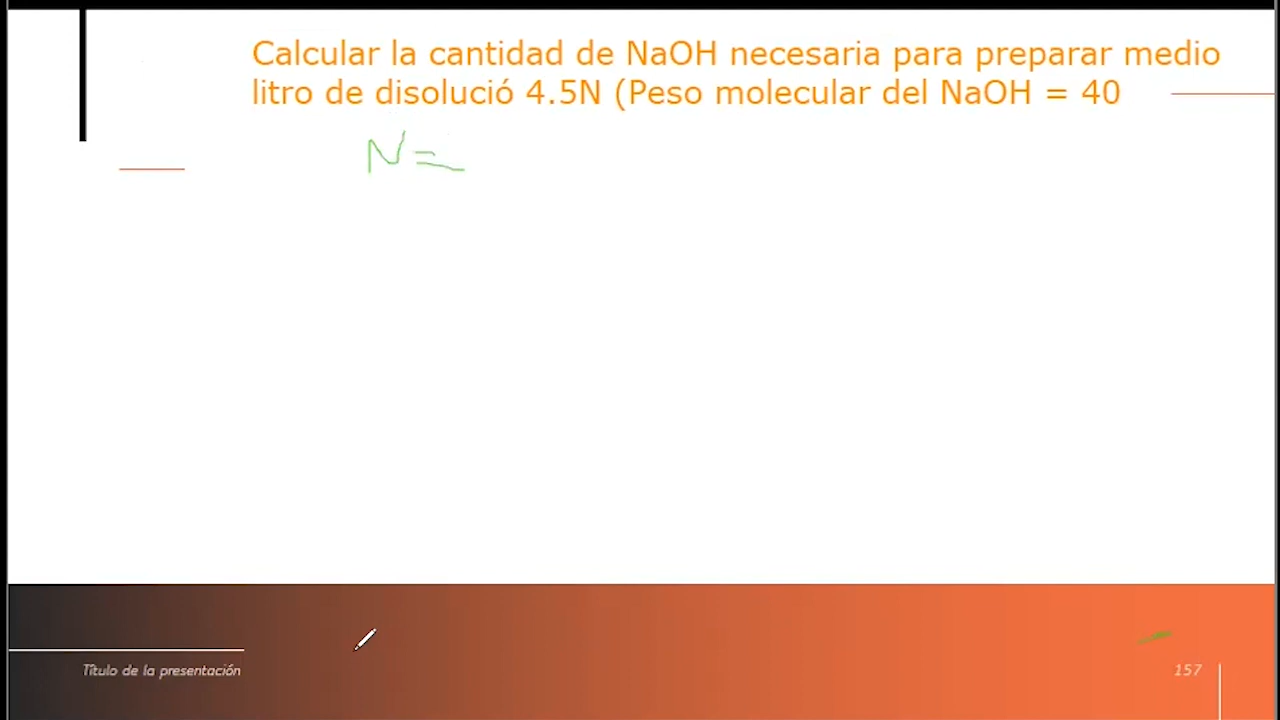 Calcular la cantidad de NaOH necesaria para preparar medio
litro de disolució 4.5N (Peso molecular del NaOH = 40
N=
Título de la presentación
157